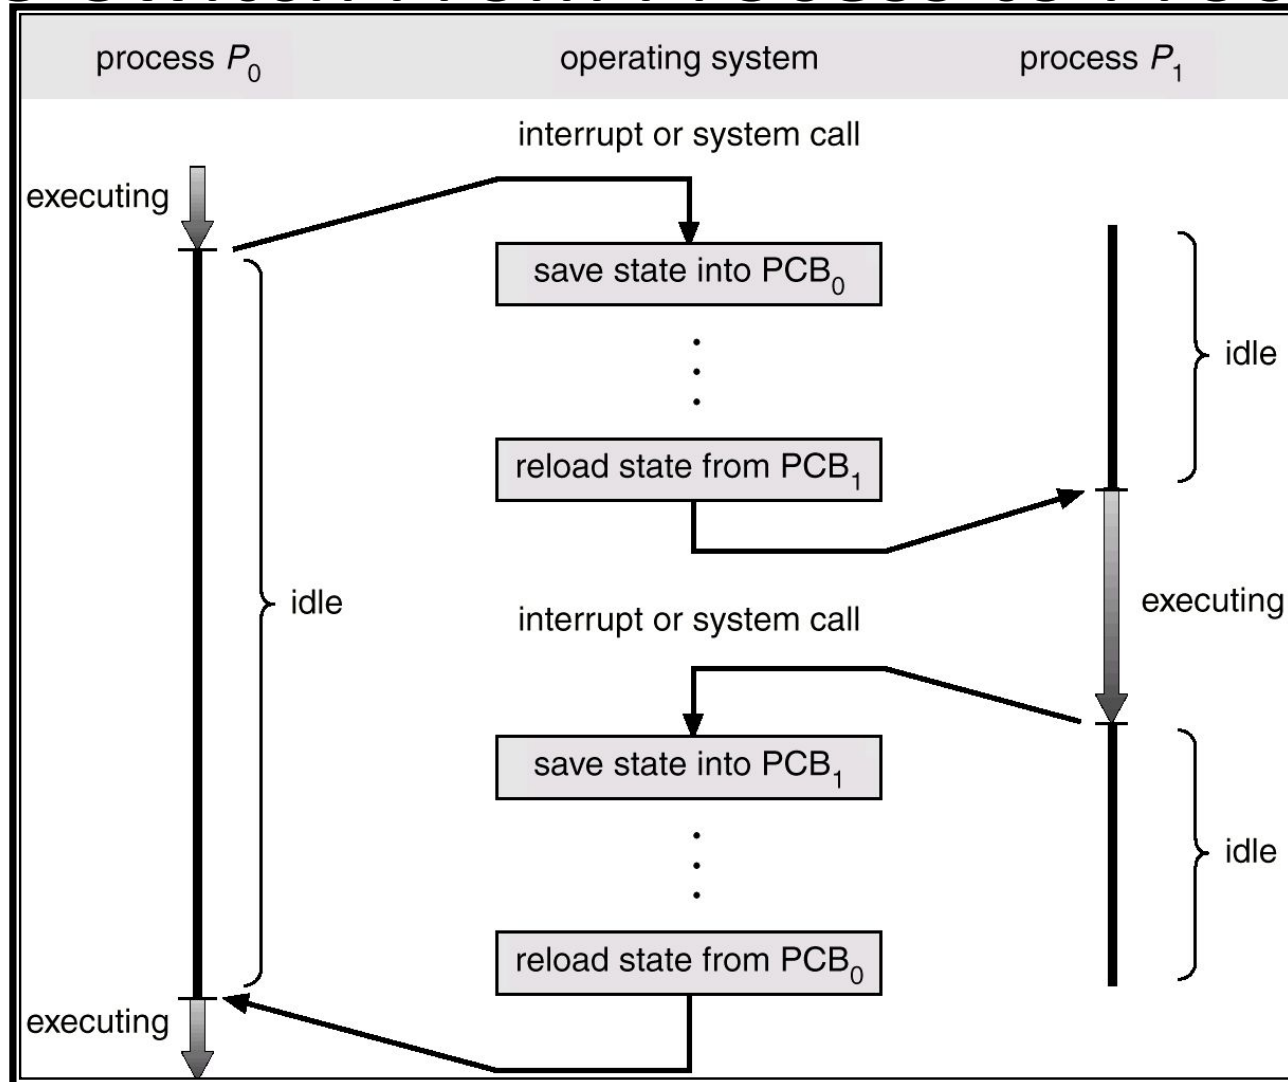 process P0 operating system process P1
interrupt or system call
executing
save state into PCB0
idle
reload state from PCB1
idle
interrupt or system call
executing
save state into PCB1
idle
reload state from PCB0
executing